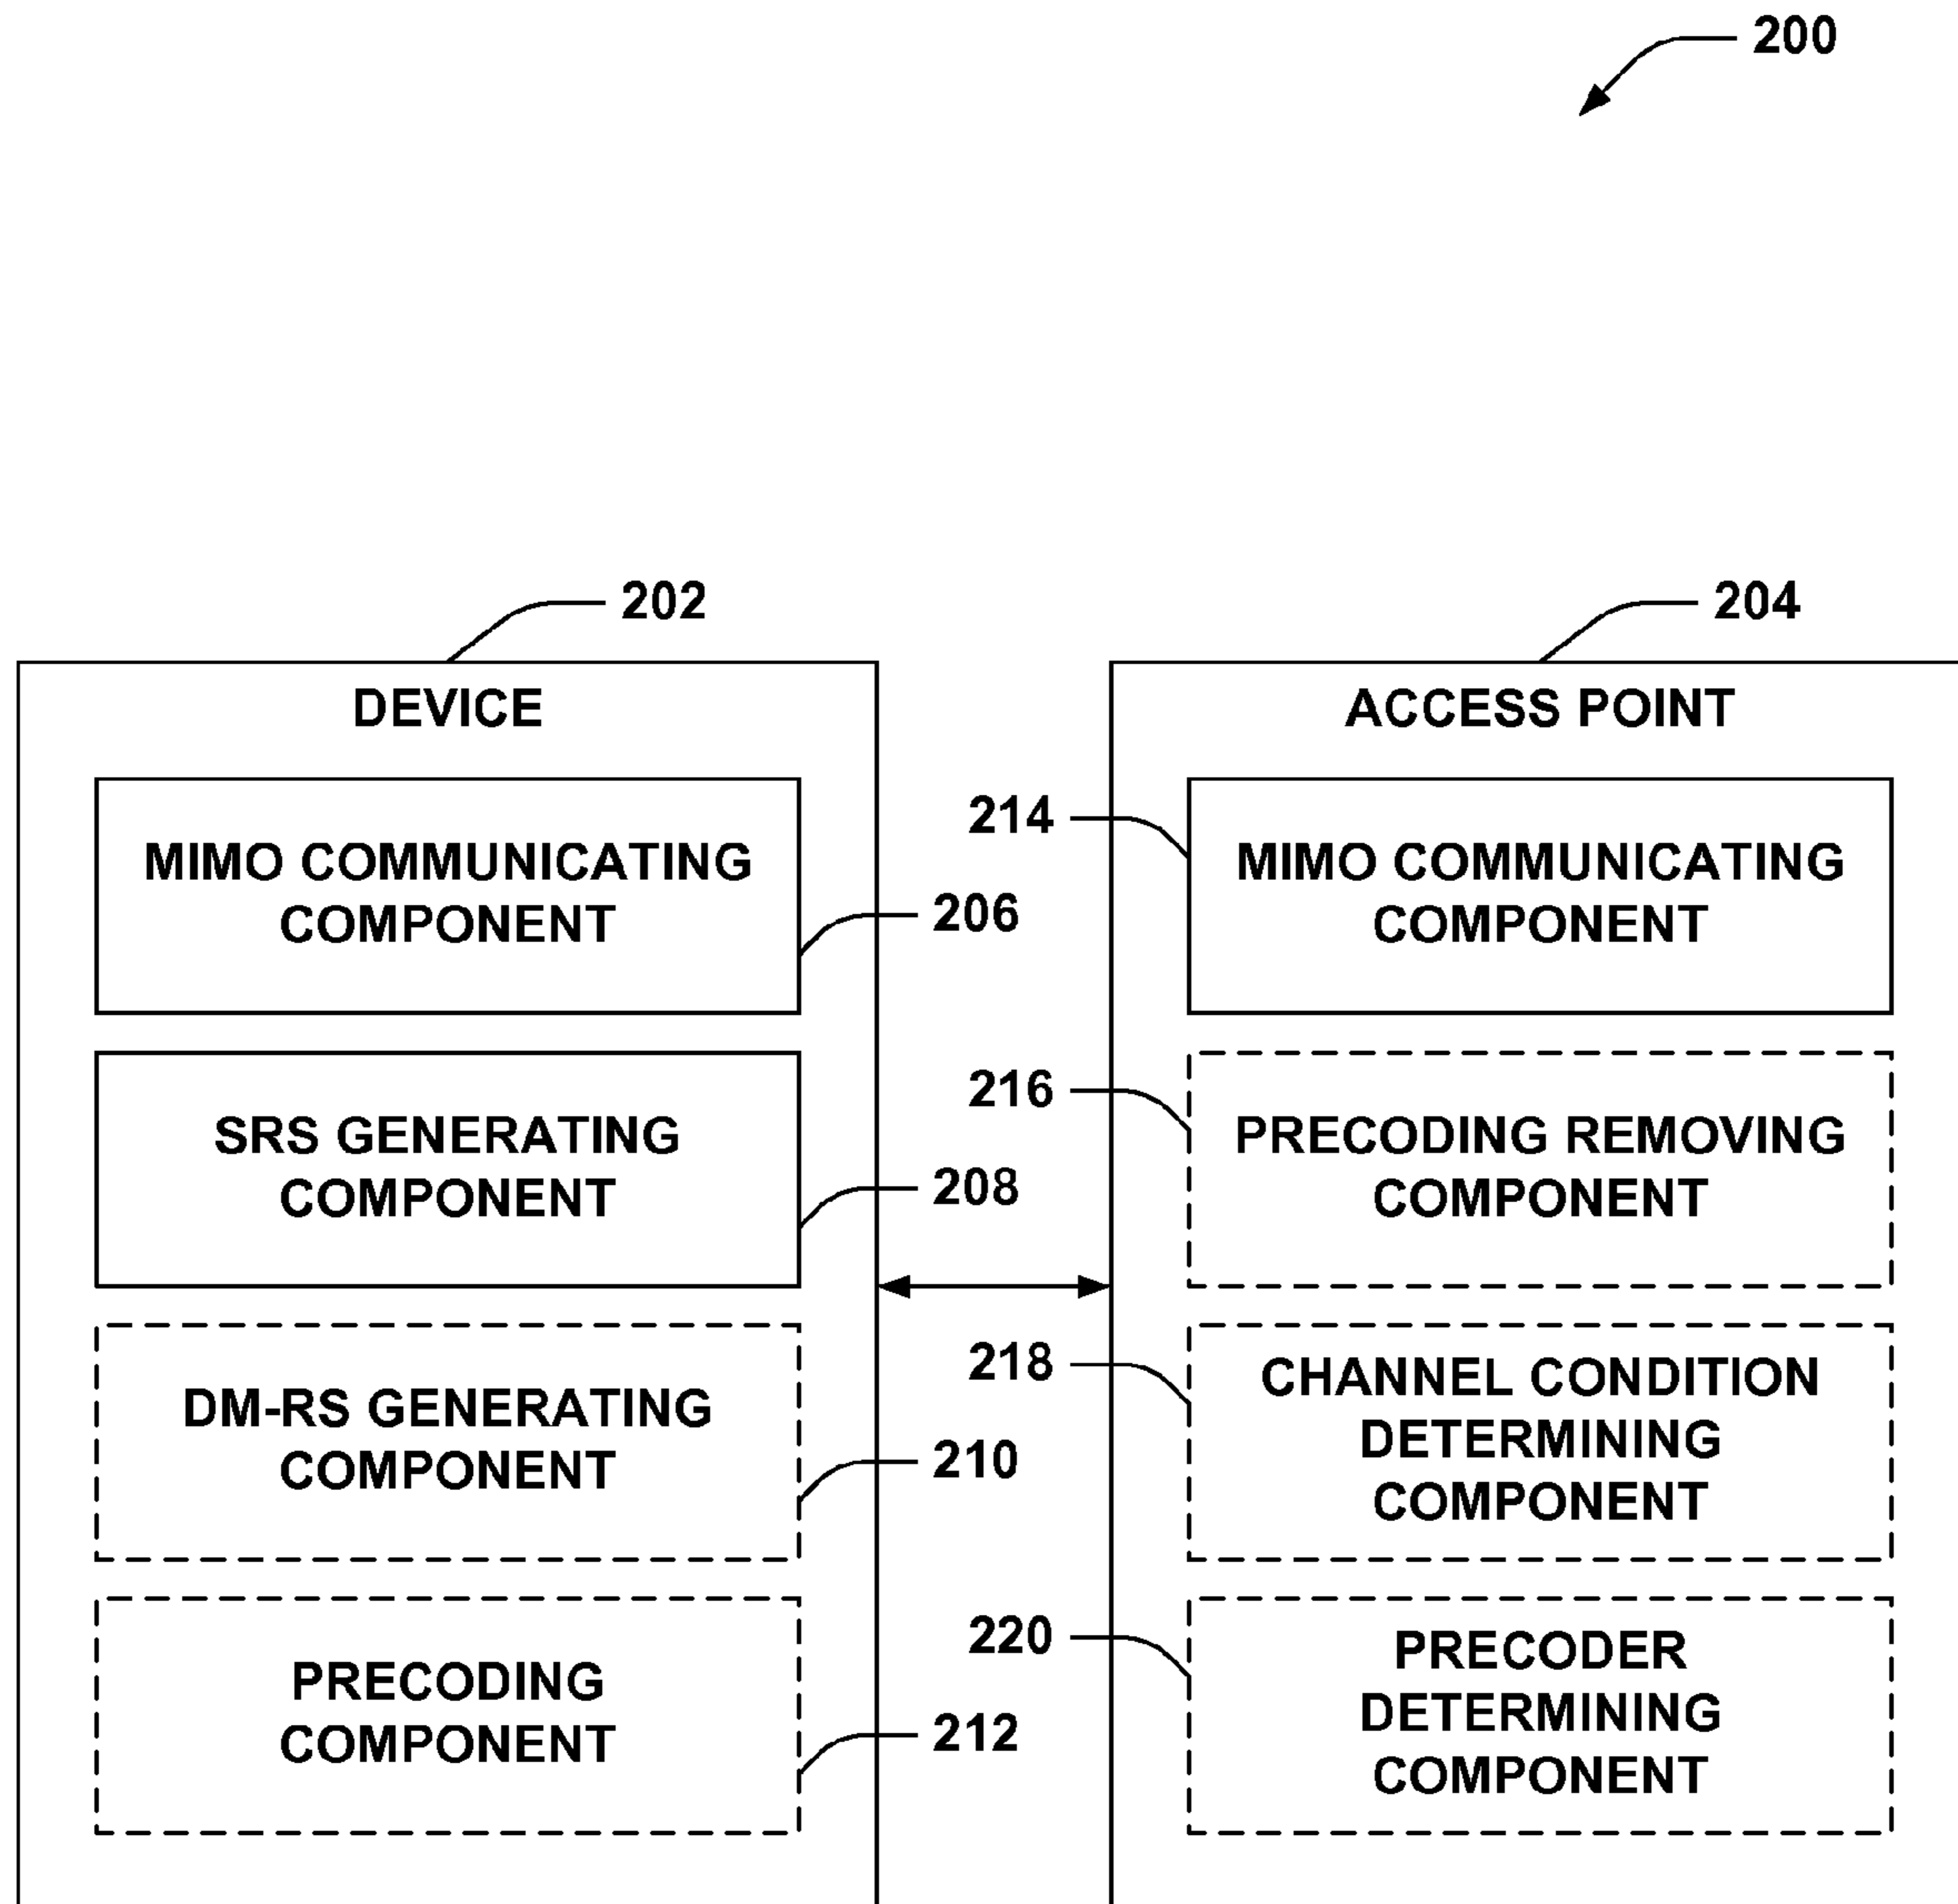 200
202
DEVICE
MIMO COMMUNICATING
COMPONENT
206
SRS GENERATING
COMPONENT
208
DM-RS GENERATING
COMPONENT
210
PRECODING
COMPONENT
212
204
ACCESS POINT
214
MIMO COMMUNICATING
COMPONENT
216
PRECODING REMOVING
COMPONENT
218
CHANNEL CONDITION
DETERMINING
COMPONENT
220
PRECODER
DETERMINING
COMPONENT